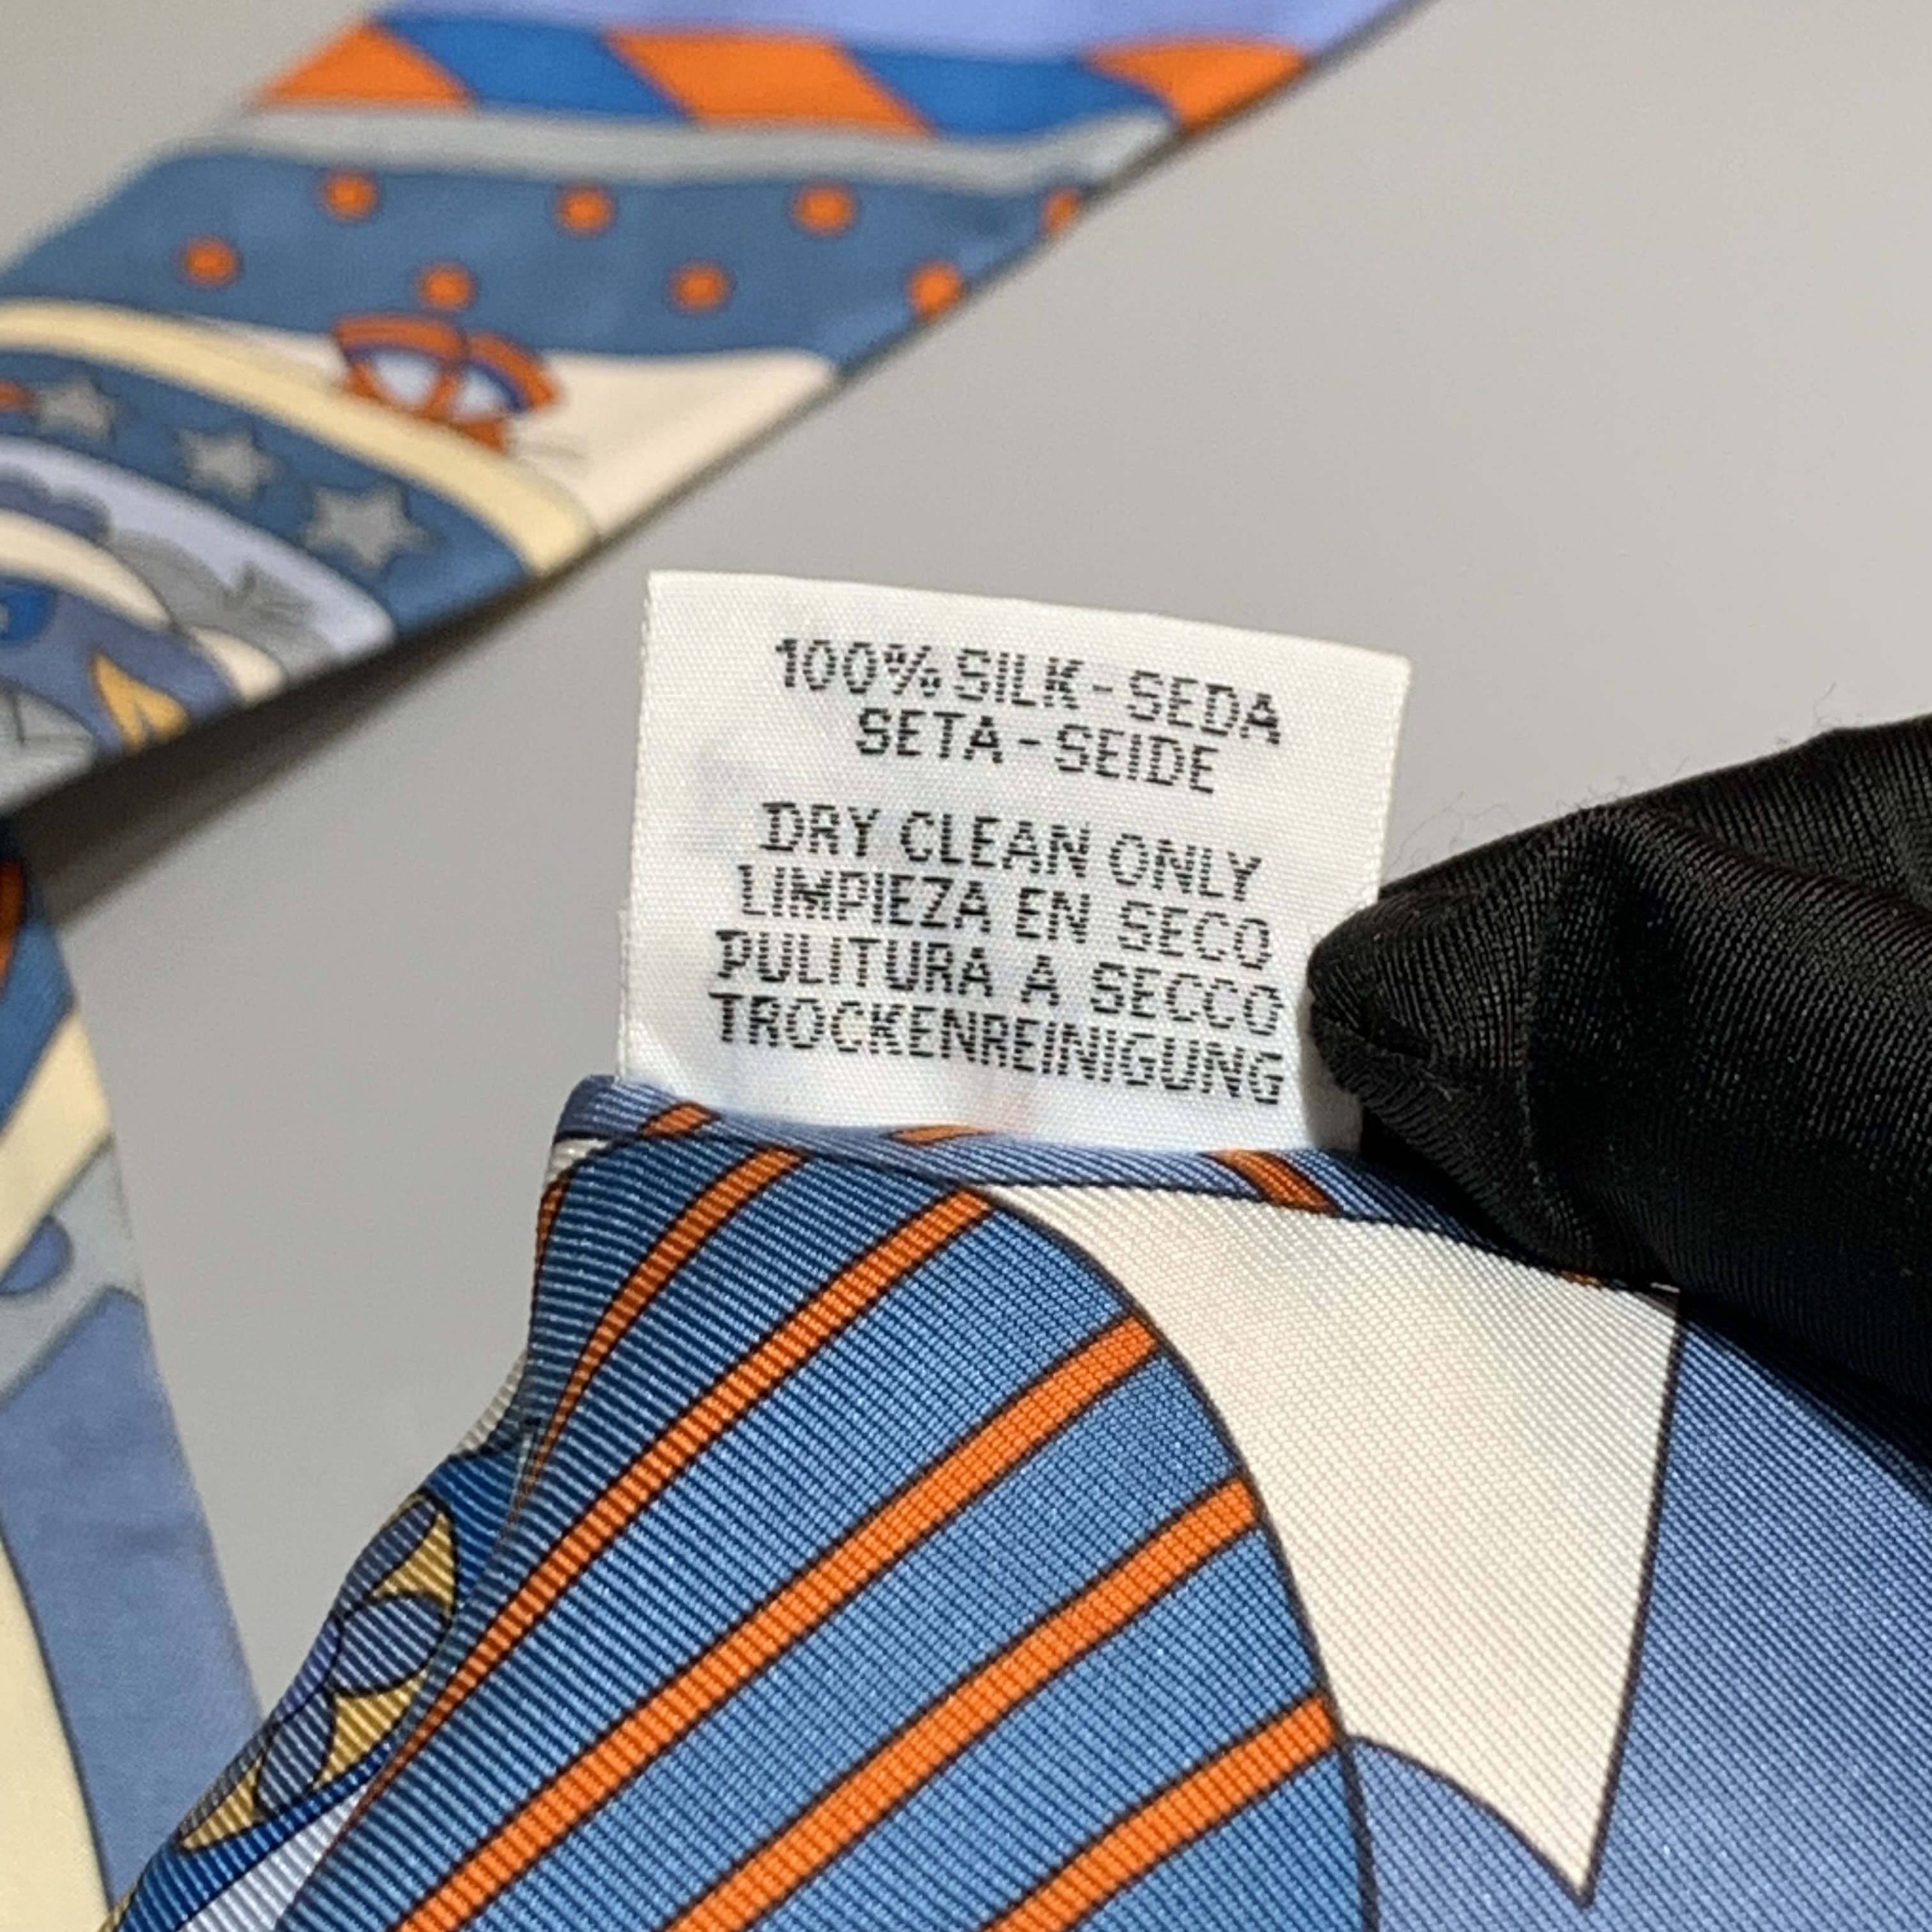 100% SILK - SEDA
SETA - SEIDE
DRY CLEAN ONLY
LIMPIEZA EN SECO
PULITURA A SECCO
TROCKENREINIGUNG